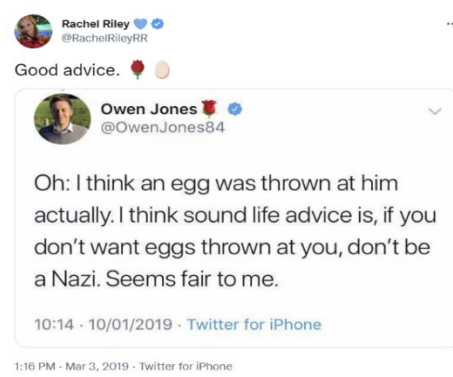 Rachel Riley 💙
@RachelRileyRR
Good advice. 🌹 🥚
Owen Jones 🌹
@OwenJones84
Oh: I think an egg was thrown at him
actually. I think sound life advice is, if you
don't want eggs thrown at you, don't be
a Nazi. Seems fair to me.
10:14 · 10/01/2019 · Twitter for iPhone
1:16 PM · Mar 3, 2019 · Twitter for iPhone